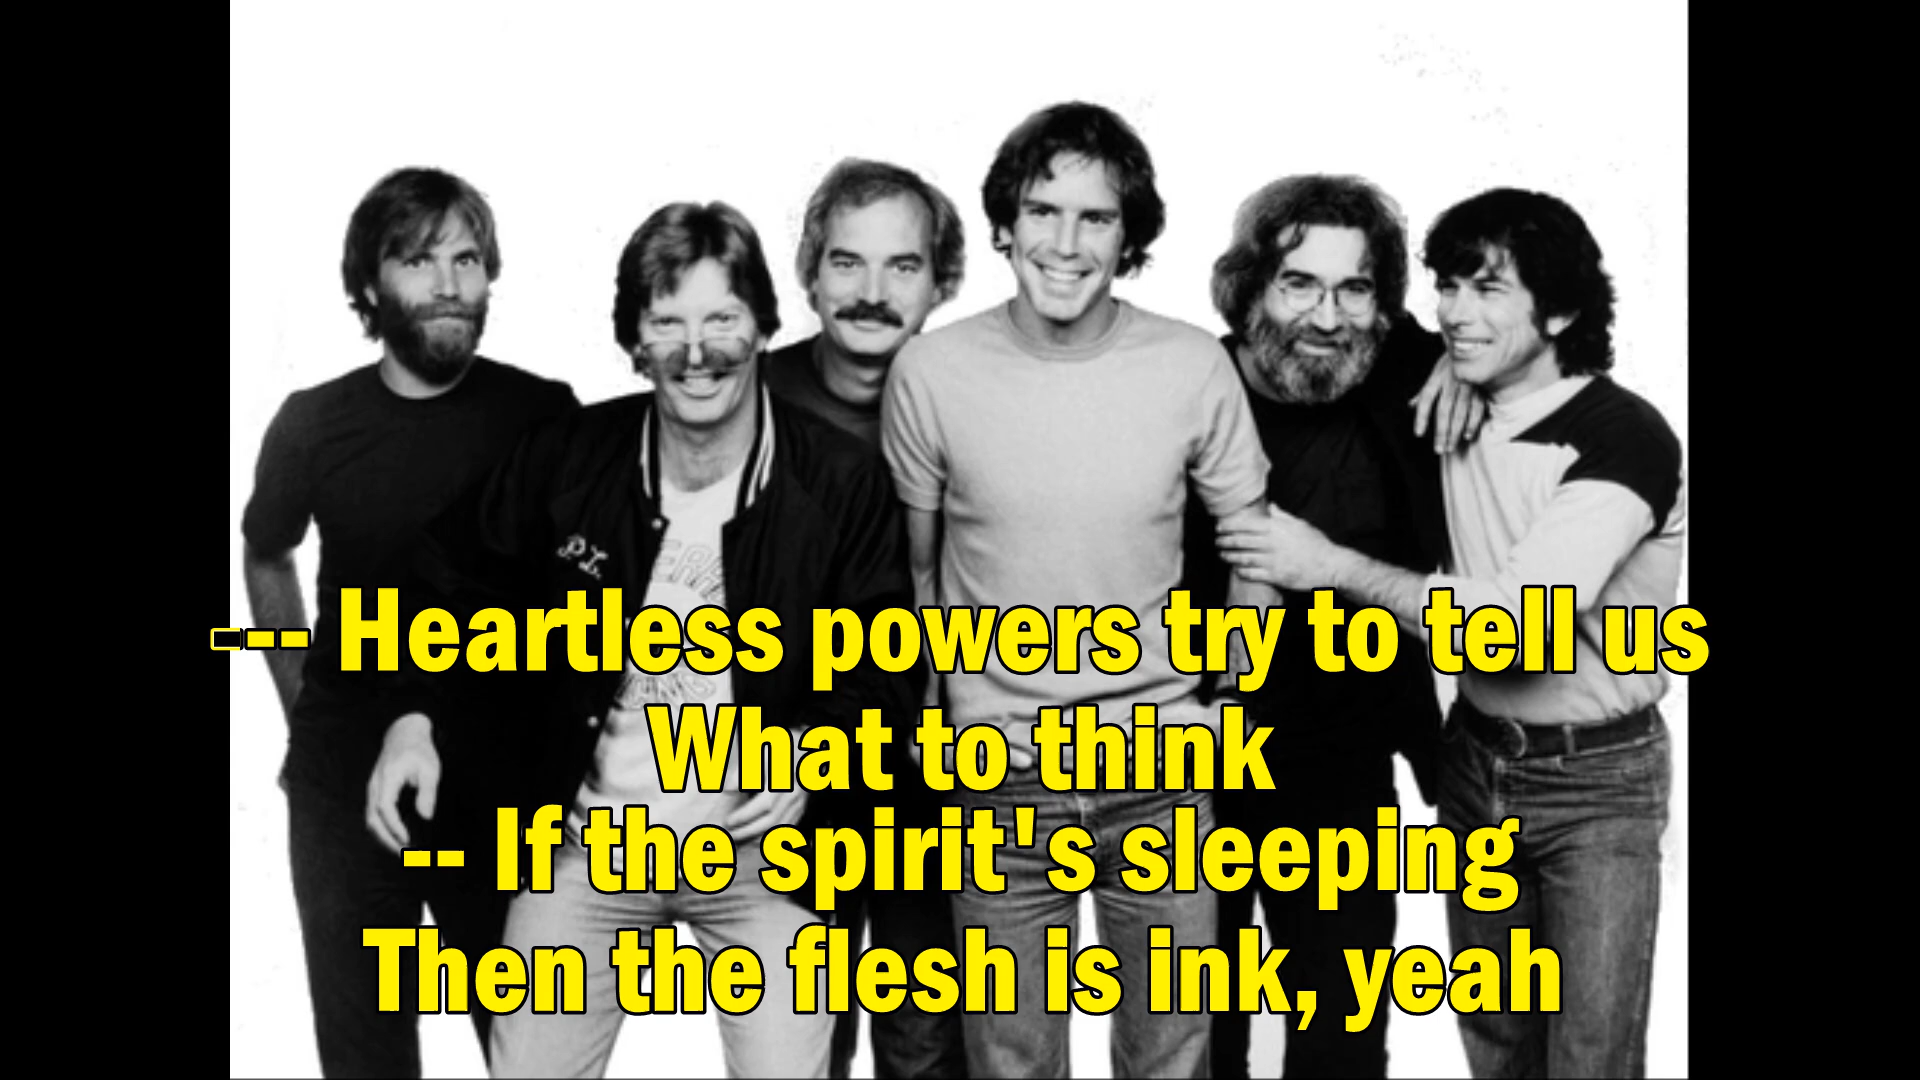 P.L.
--- Heartless powers try to tell us
What to think
-- If the spirit's sleeping
Then the flesh is ink, yeah